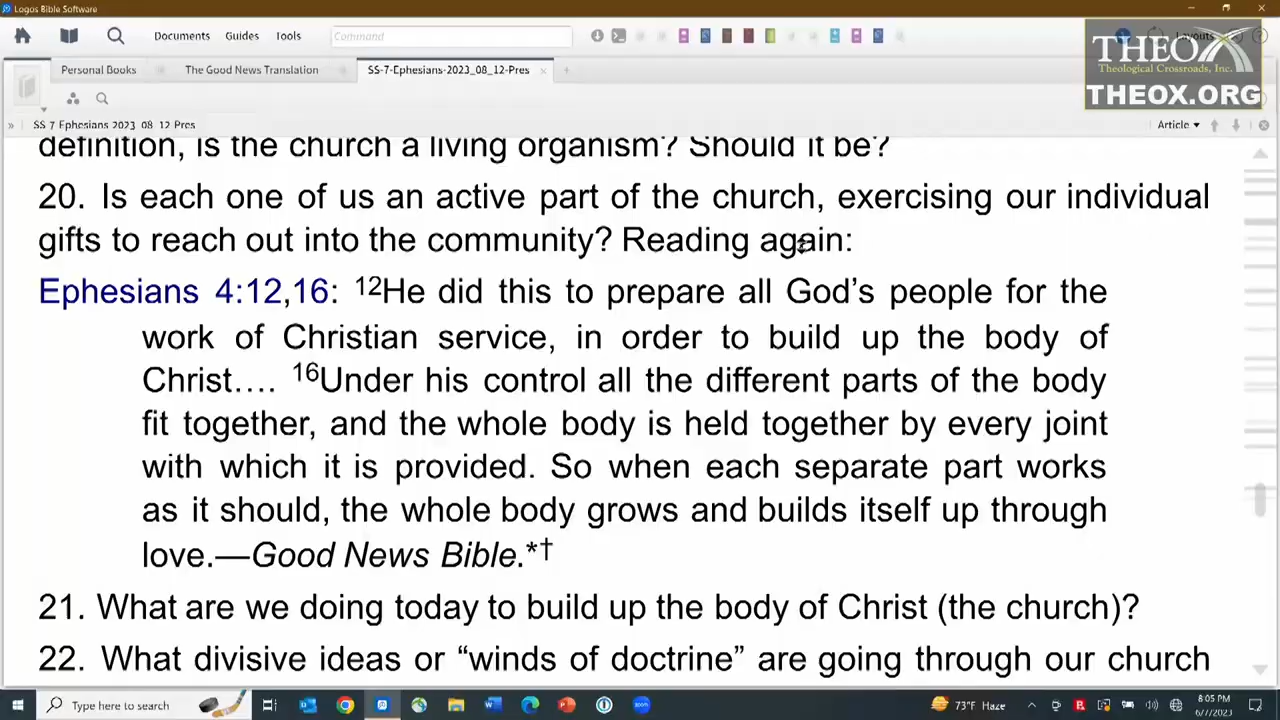 Logos Bible Software
Documents Guides Tools Command Layouts
THEOX
Theological Crossroads, Inc.
THEOX.ORG
Personal Books The Good News Translation SS-7-Ephesians-2023_08_12-Pres
SS-7-Ephesians-2023_08_12-Pres Article
definition, is the church a living organism? Should it be?
20. Is each one of us an active part of the church, exercising our individual
gifts to reach out into the community? Reading again:
Ephesians 4:12,16: 12He did this to prepare all God’s people for the
work of Christian service, in order to build up the body of
Christ…. 16Under his control all the different parts of the body
fit together, and the whole body is held together by every joint
with which it is provided. So when each separate part works
as it should, the whole body grows and builds itself up through
love.—Good News Bible.*†
21. What are we doing today to build up the body of Christ (the church)?
22. What divisive ideas or “winds of doctrine” are going through our church
Type here to search 73°F Haze 8:05 PM
6/7/2023